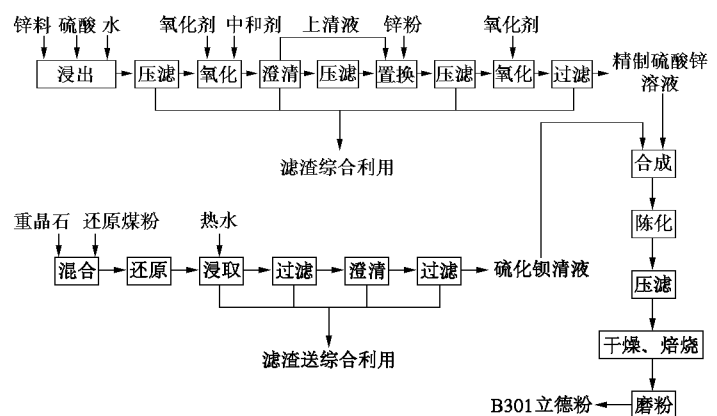 锌料 硫酸 水
氧化剂 中和剂
上清液
锌粉
氧化剂
浸出
压滤
氧化
澄清
压滤
置换
压滤
氧化
过滤
精制硫酸锌
溶液
滤渣综合利用
合成
陈化
压滤
干燥、焙烧
磨粉
B301立德粉
重晶石 还原煤粉
热水
混合
还原
浸取
过滤
澄清
过滤
硫化钡清液
滤渣送综合利用